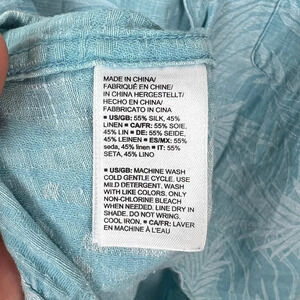 MADE IN CHINA/
FABRIQUÉ EN CHINE/
IN CHINA HERGESTELLT/
HECHO EN CHINA/
FABBRICATO IN CINA
■ US/GB: 55% SILK, 45%
LINEN ■ CA/FR: 55% SOIE,
45% LIN ■ DE: 55% SEIDE,
45% LEINEN ■ ES/MX: 55%
seda, 45% lino ■ IT: 55%
SETA, 45% LINO
■ US/GB: MACHINE WASH
COLD GENTLE CYCLE. USE
MILD DETERGENT. WASH
WITH LIKE COLORS. ONLY
NON-CHLORINE BLEACH
WHEN NEEDED. LINE DRY IN
SHADE. DO NOT WRING.
COOL IRON. ■ CA/FR: LAVER
EN MACHINE À L'EAU